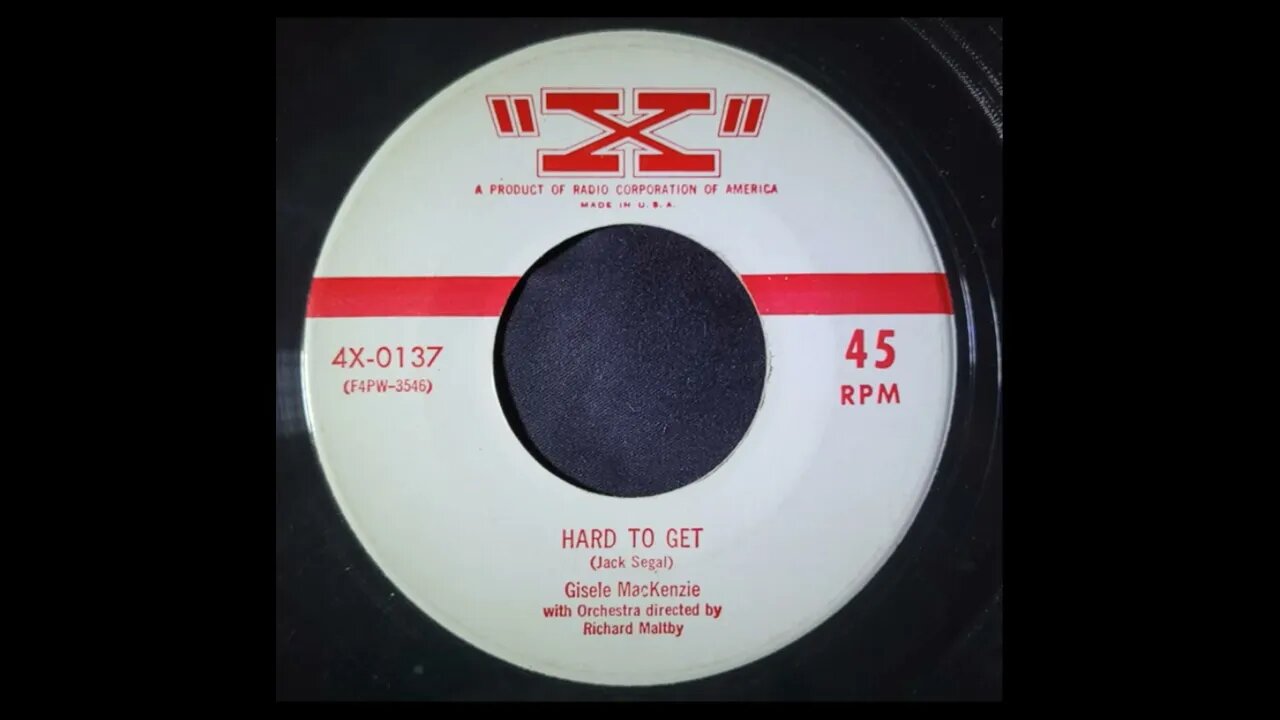 "X"
A PRODUCT OF RADIO CORPORATION OF AMERICA
MADE IN U.S.A.
4X-0137
(F4PW-3546)
45
RPM
HARD TO GET
(Jack Segal)
Gisele MacKenzie
with Orchestra directed by
Richard Maltby